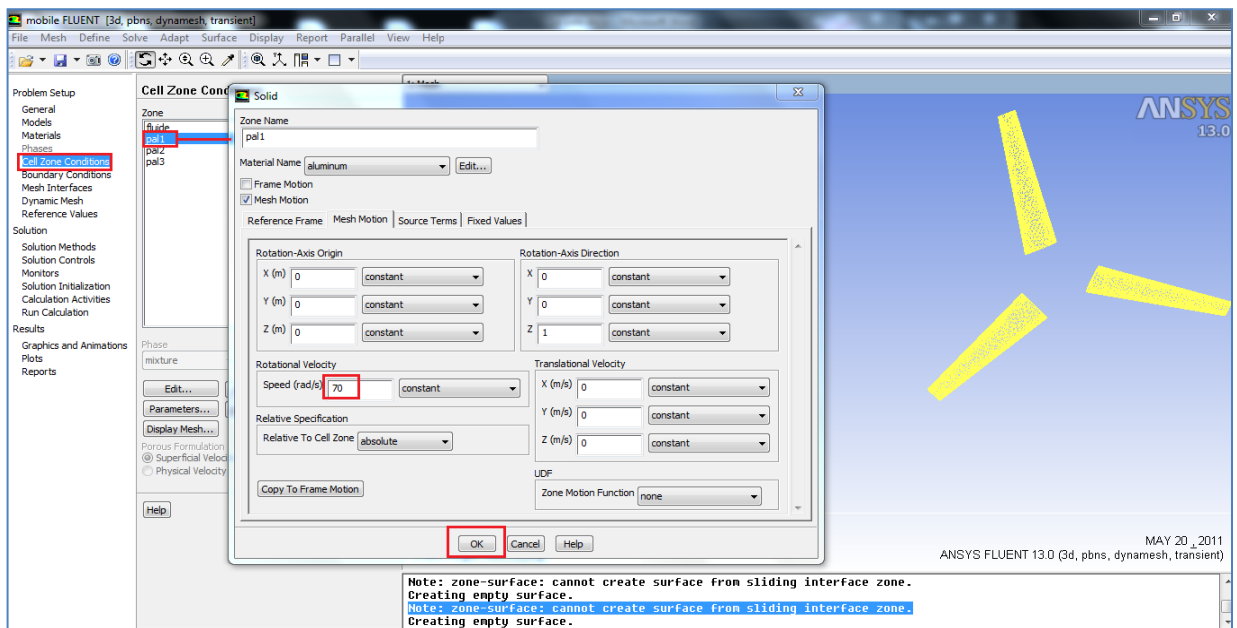 mobile FLUENT [3d, pbns, dynamesh, transient]
File Mesh Define Solve Adapt Surface Display Report Parallel View Help
Problem Setup
General
Models
Materials
Phases
Cell Zone Conditions
Boundary Conditions
Mesh Interfaces
Dynamic Mesh
Reference Values
Solution
Solution Methods
Solution Controls
Monitors
Solution Initialization
Calculation Activities
Run Calculation
Results
Graphics and Animations
Plots
Reports
Cell Zone Cond
Zone
fluide
pal1
pal2
pal3
Phase
mixture
Edit...
Parameters...
Display Mesh...
Porous Formulation
Superficial Veloci
Physical Velocity
Help
1: Mesh
Solid
Zone Name
pal1
Material Name aluminum Edit...
Frame Motion
Mesh Motion
Reference Frame Mesh Motion Source Terms Fixed Values
Rotation-Axis Origin
X (m) 0 constant
Y (m) 0 constant
Z (m) 0 constant
Rotation-Axis Direction
X 0 constant
Y 0 constant
Z 1 constant
Rotational Velocity
Speed (rad/s) 70 constant
Relative Specification
Relative To Cell Zone absolute
Copy To Frame Motion
Translational Velocity
X (m/s) 0 constant
Y (m/s) 0 constant
Z (m/s) 0 constant
UDF
Zone Motion Function none
OK Cancel Help
ANSYS
13.0
MAY 20 , 2011
ANSYS FLUENT 13.0 (3d, pbns, dynamesh, transient)
Note: zone-surface: cannot create surface from sliding interface zone.
Creating empty surface.
Note: zone-surface: cannot create surface from sliding interface zone.
Creating empty surface.